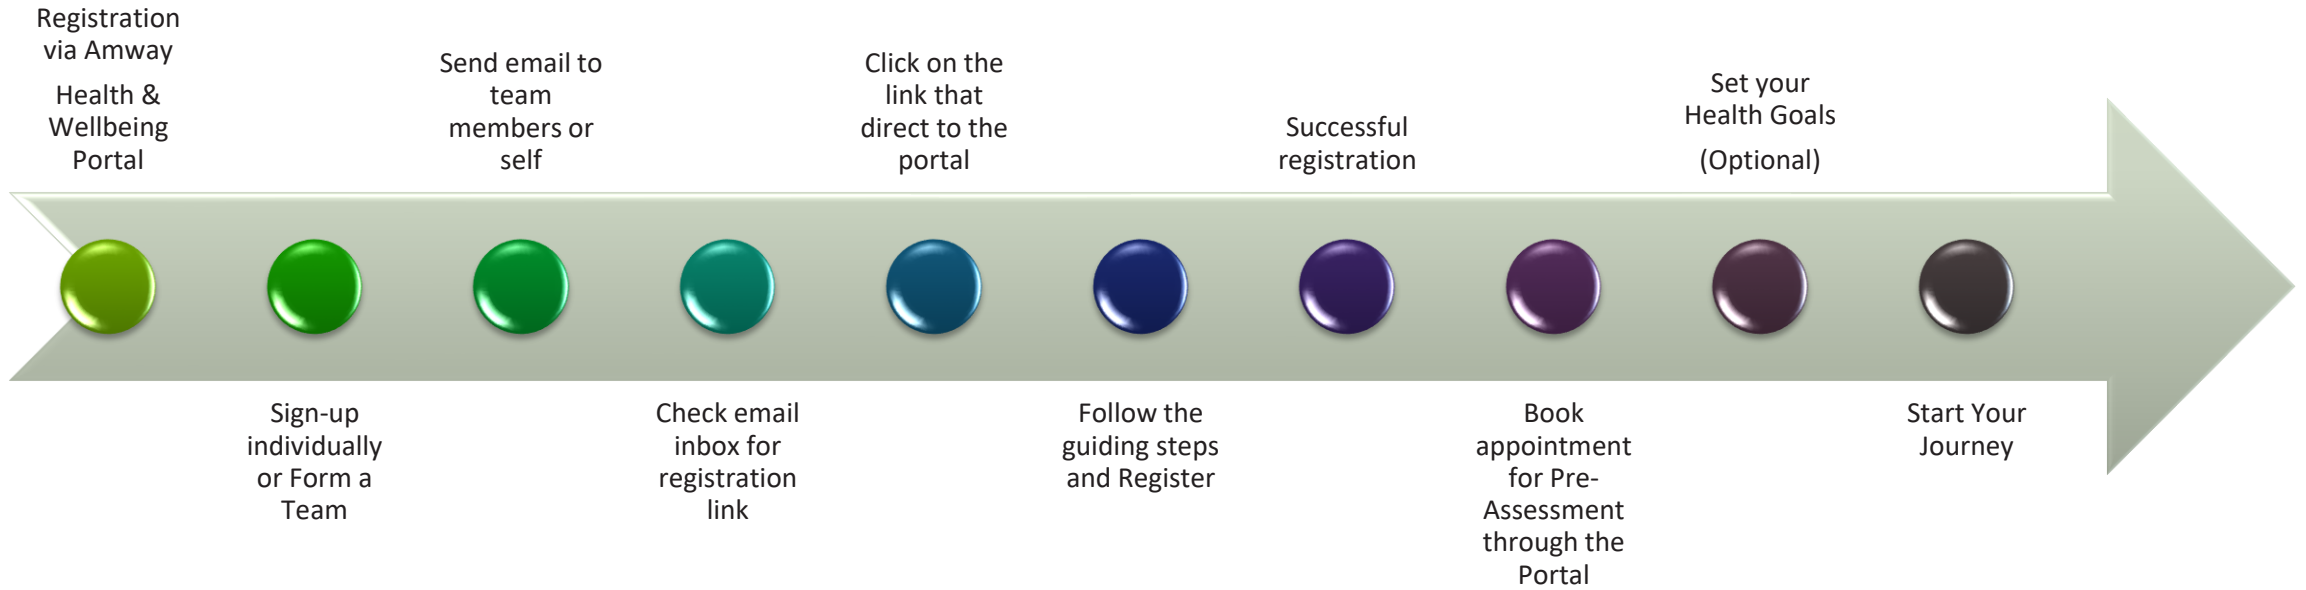 Registration
via Amway
Health &
Wellbeing
Portal
Sign-up
individually
or Form a
Team
Send email to
team
members or
self
Check email
inbox for
registration
link
Click on the
link that
direct to the
portal
Follow the
guiding steps
and Register
Successful
registration
Book
appointment
for Pre-
Assessment
through the
Portal
Set your
Health Goals
(Optional)
Start Your
Journey